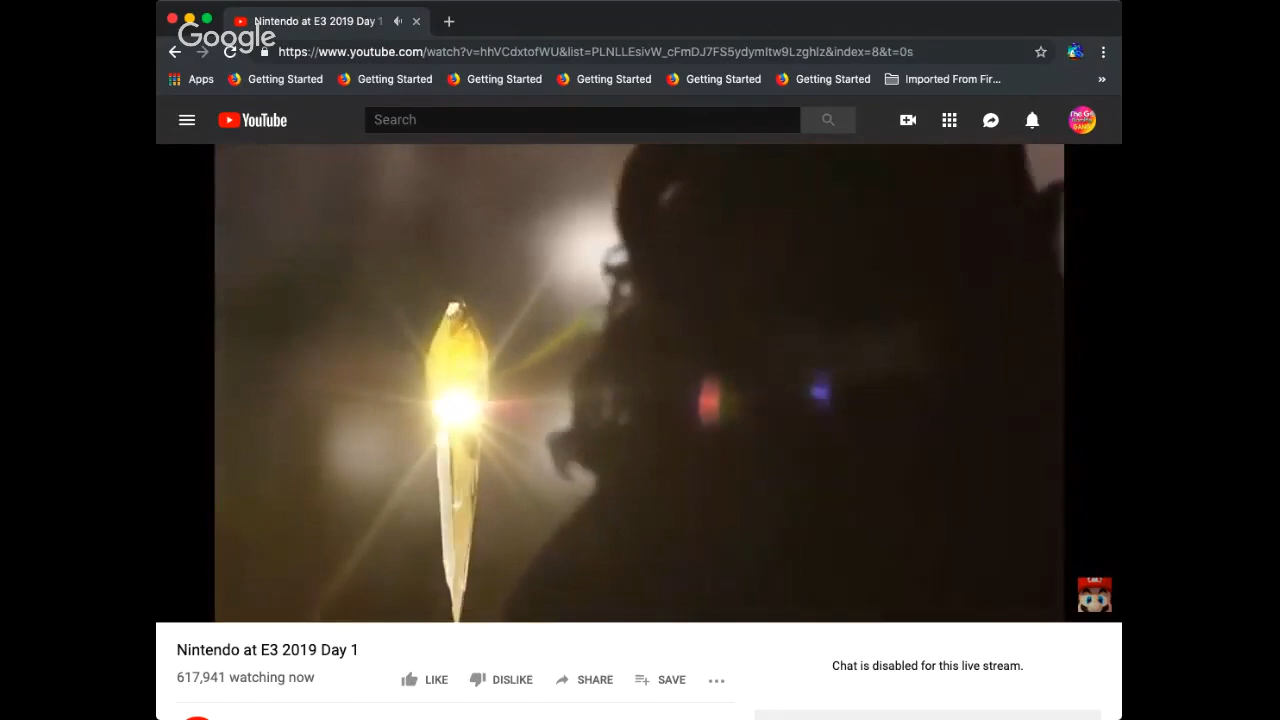 Nintendo at E3 2019 Day 1
Google
https://www.youtube.com/watch?v=hhVCdxtofWU&list=PLNLLEsivW_cFmDJ7FS5ydymItw9Lzghlz&index=8&t=0s
Apps Getting Started Getting Started Getting Started Getting Started Getting Started Getting Started Imported From Fir... »
YouTube Search
Nintendo at E3 2019 Day 1
617,941 watching now LIKE DISLIKE SHARE SAVE ...
Chat is disabled for this live stream.